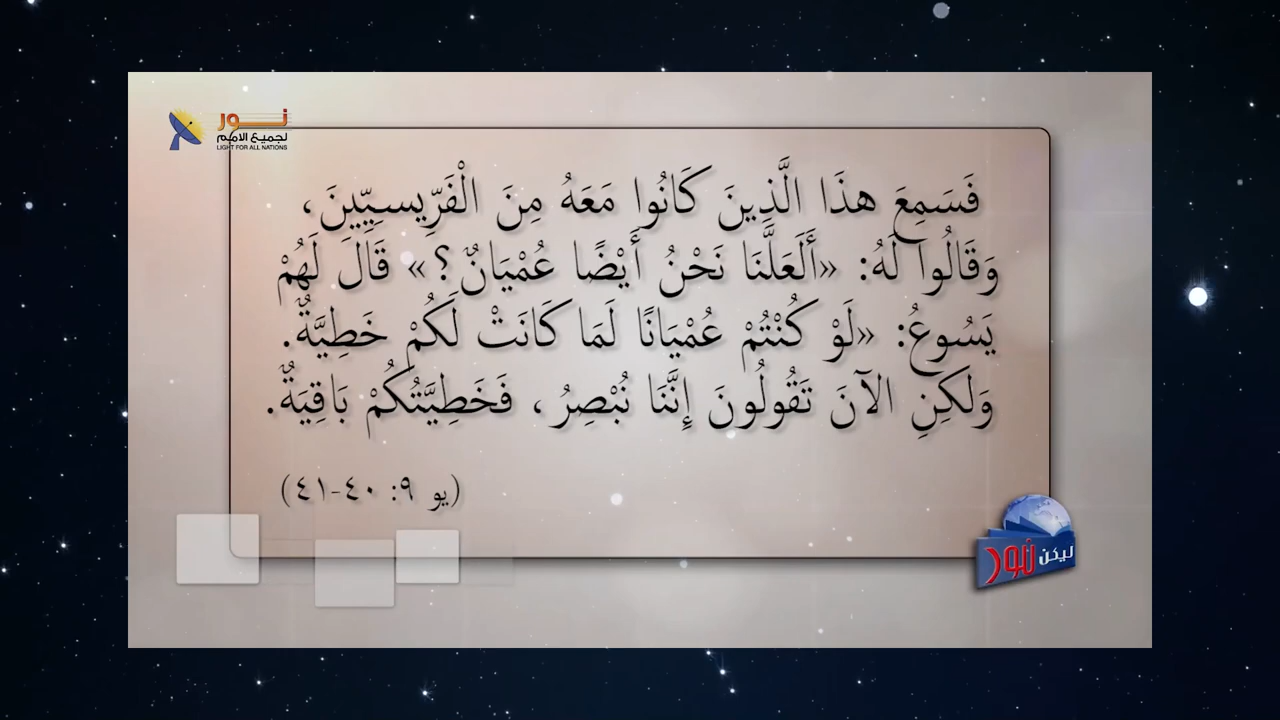 نور
لجميع الامم
LIGHT FOR ALL NATIONS
فَسَمِعَ هذَا الَّذِينَ كَانُوا مَعَهُ مِنَ الْفَرِّيسِيِّينَ،
وَقَالُوا لَهُ: «أَلَعَلَّنَا نَحْنُ أَيْضًا عُمْيَانٌ؟» قَالَ لَهُمْ
يَسُوعُ: «لَوْ كُنْتُمْ عُمْيَانًا لَمَا كَانَتْ لَكُمْ خَطِيَّةٌ.
وَلكِنِ الآنَ تَقُولُونَ إِنَّنَا نُبْصِرُ، فَخَطِيَّتُكُمْ بَاقِيَةٌ.
(يو ٩: ٤٠-٤١)
ليكن نور